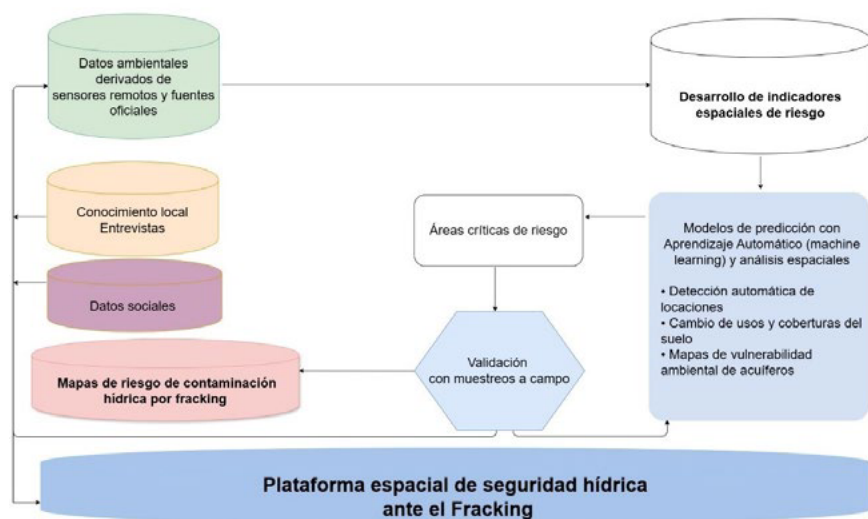 Datos ambientales
derivados de
sensores remotos y fuentes
oficiales
Desarrollo de indicadores
espaciales de riesgo
Conocimiento local
Entrevistas
Áreas críticas de riesgo
Modelos de predicción con
Aprendizaje Automático (machine
learning) y análisis espaciales
• Detección automática de
locaciones
• Cambio de usos y coberturas del
suelo
• Mapas de vulnerabilidad
ambiental de acuíferos
Datos sociales
Validación
con muestreos a campo
Mapas de riesgo de contaminación
hídrica por fracking
Plataforma espacial de seguridad hídrica
ante el Fracking